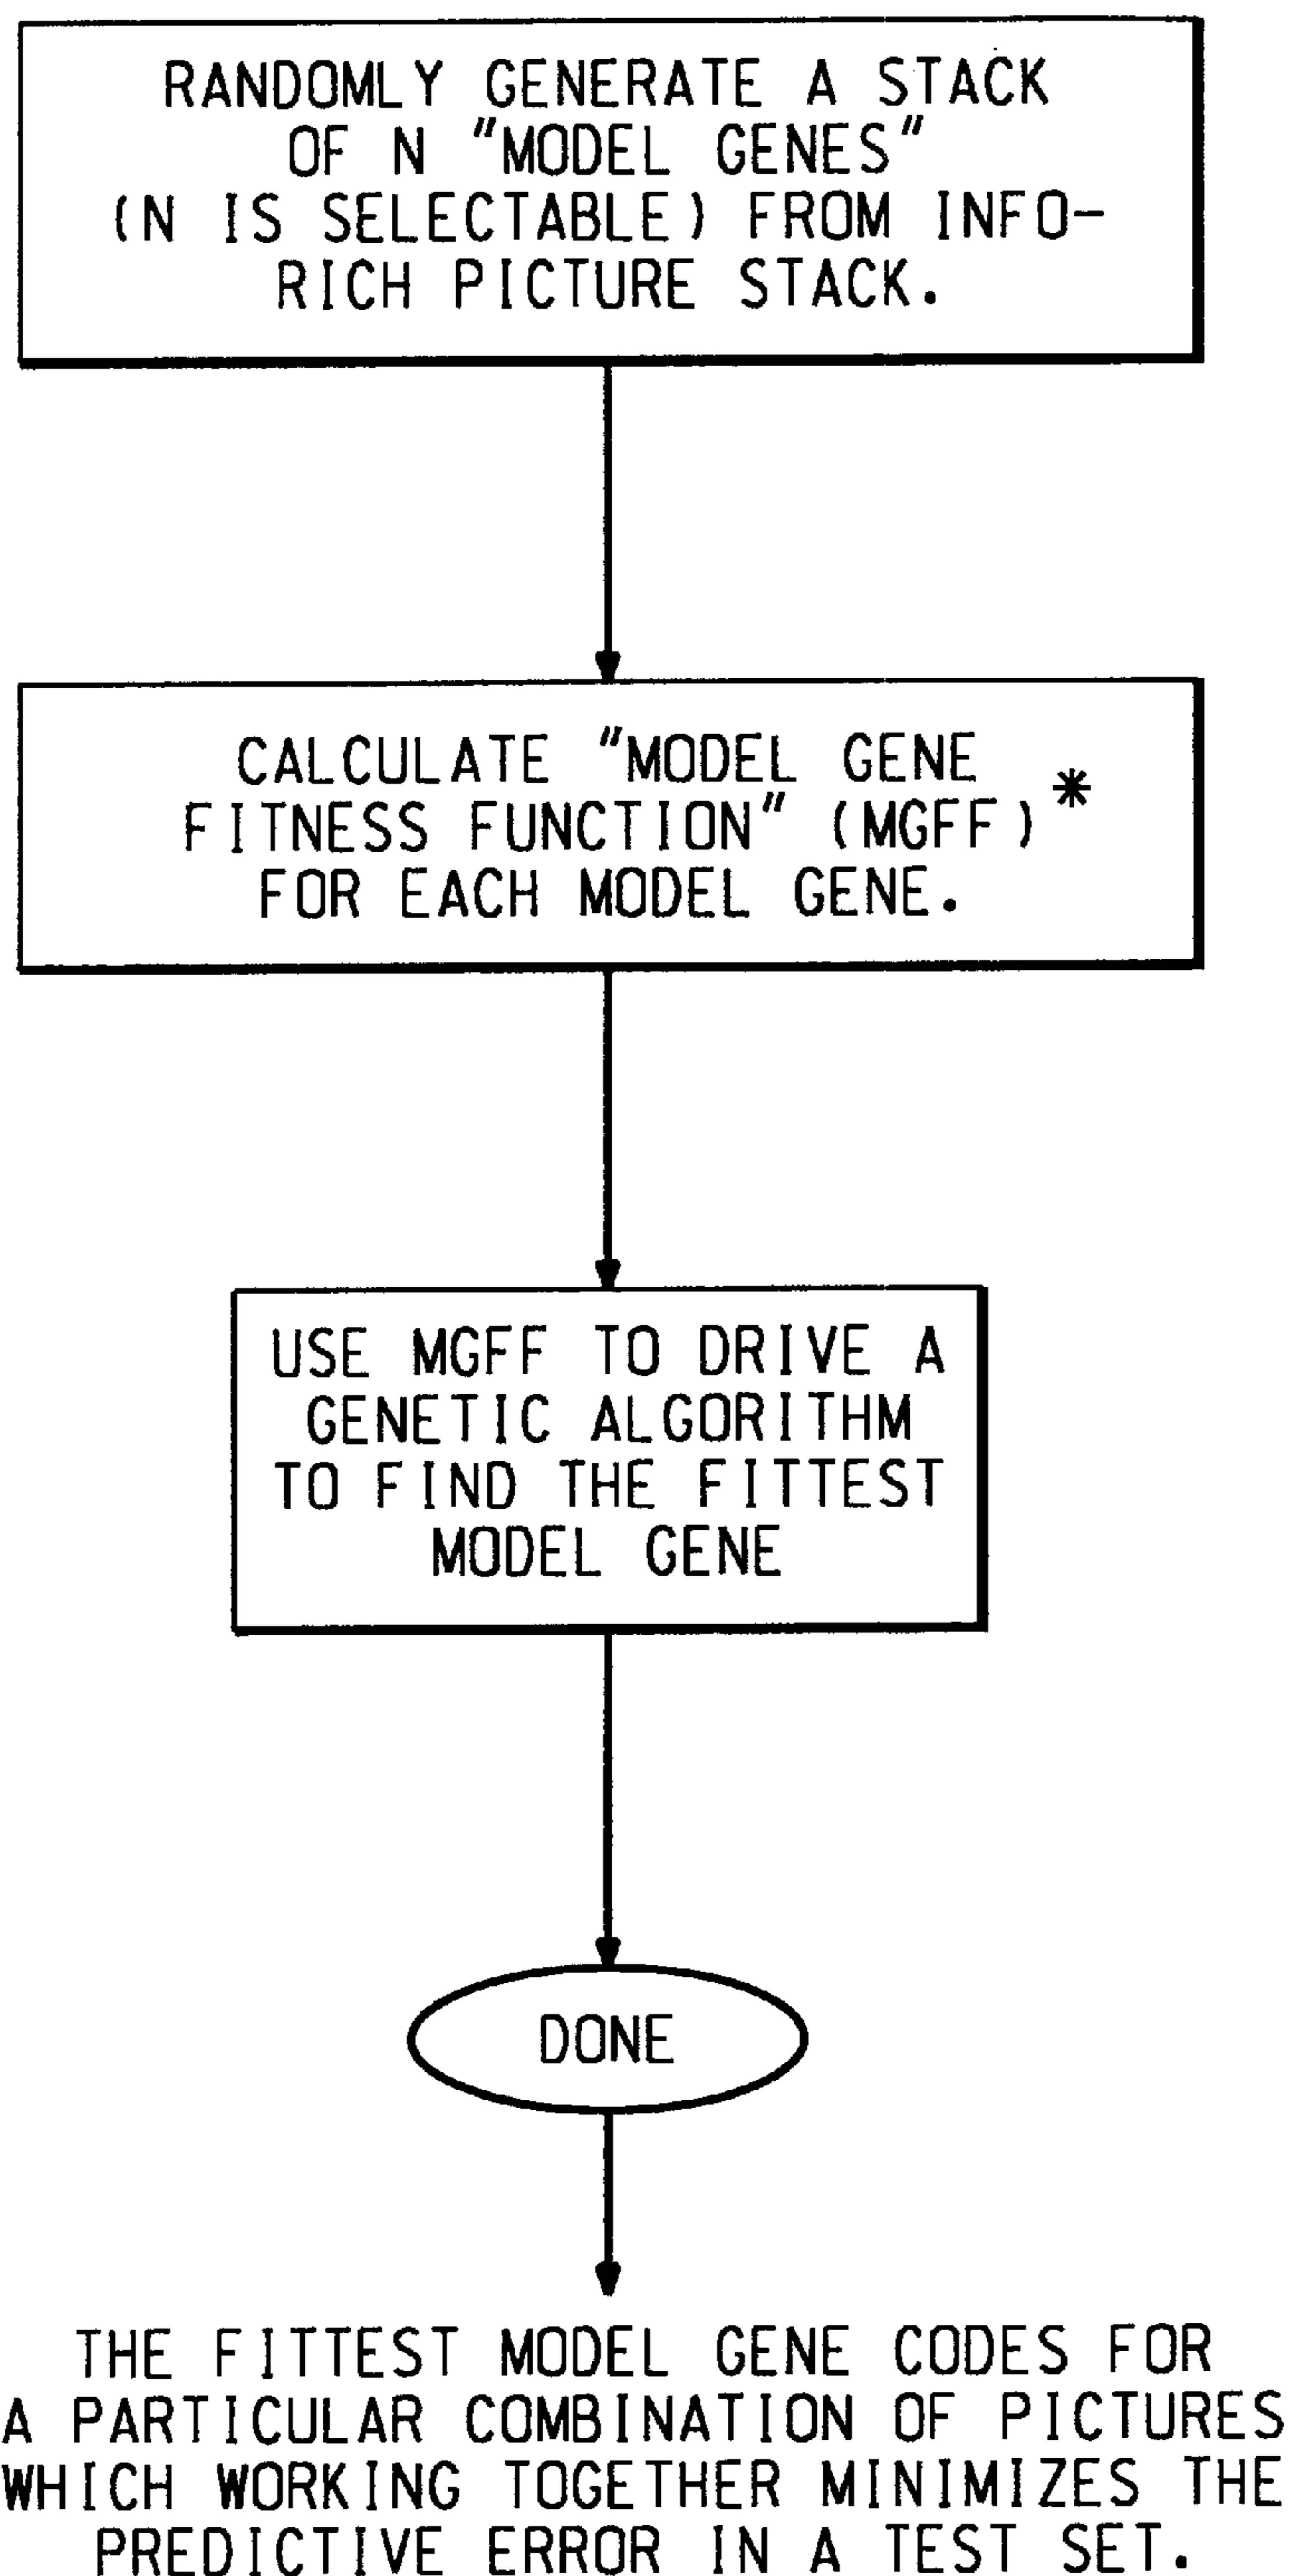 RANDOMLY GENERATE A STACK
OF N "MODEL GENES"
(N IS SELECTABLE) FROM INFO-
RICH PICTURE STACK.
CALCULATE "MODEL GENE
FITNESS FUNCTION" (MGFF)*
FOR EACH MODEL GENE.
USE MGFF TO DRIVE A
GENETIC ALGORITHM
TO FIND THE FITTEST
MODEL GENE
DONE
THE FITTEST MODEL GENE CODES FOR
A PARTICULAR COMBINATION OF PICTURES
WHICH WORKING TOGETHER MINIMIZES THE
PREDICTIVE ERROR IN A TEST SET.